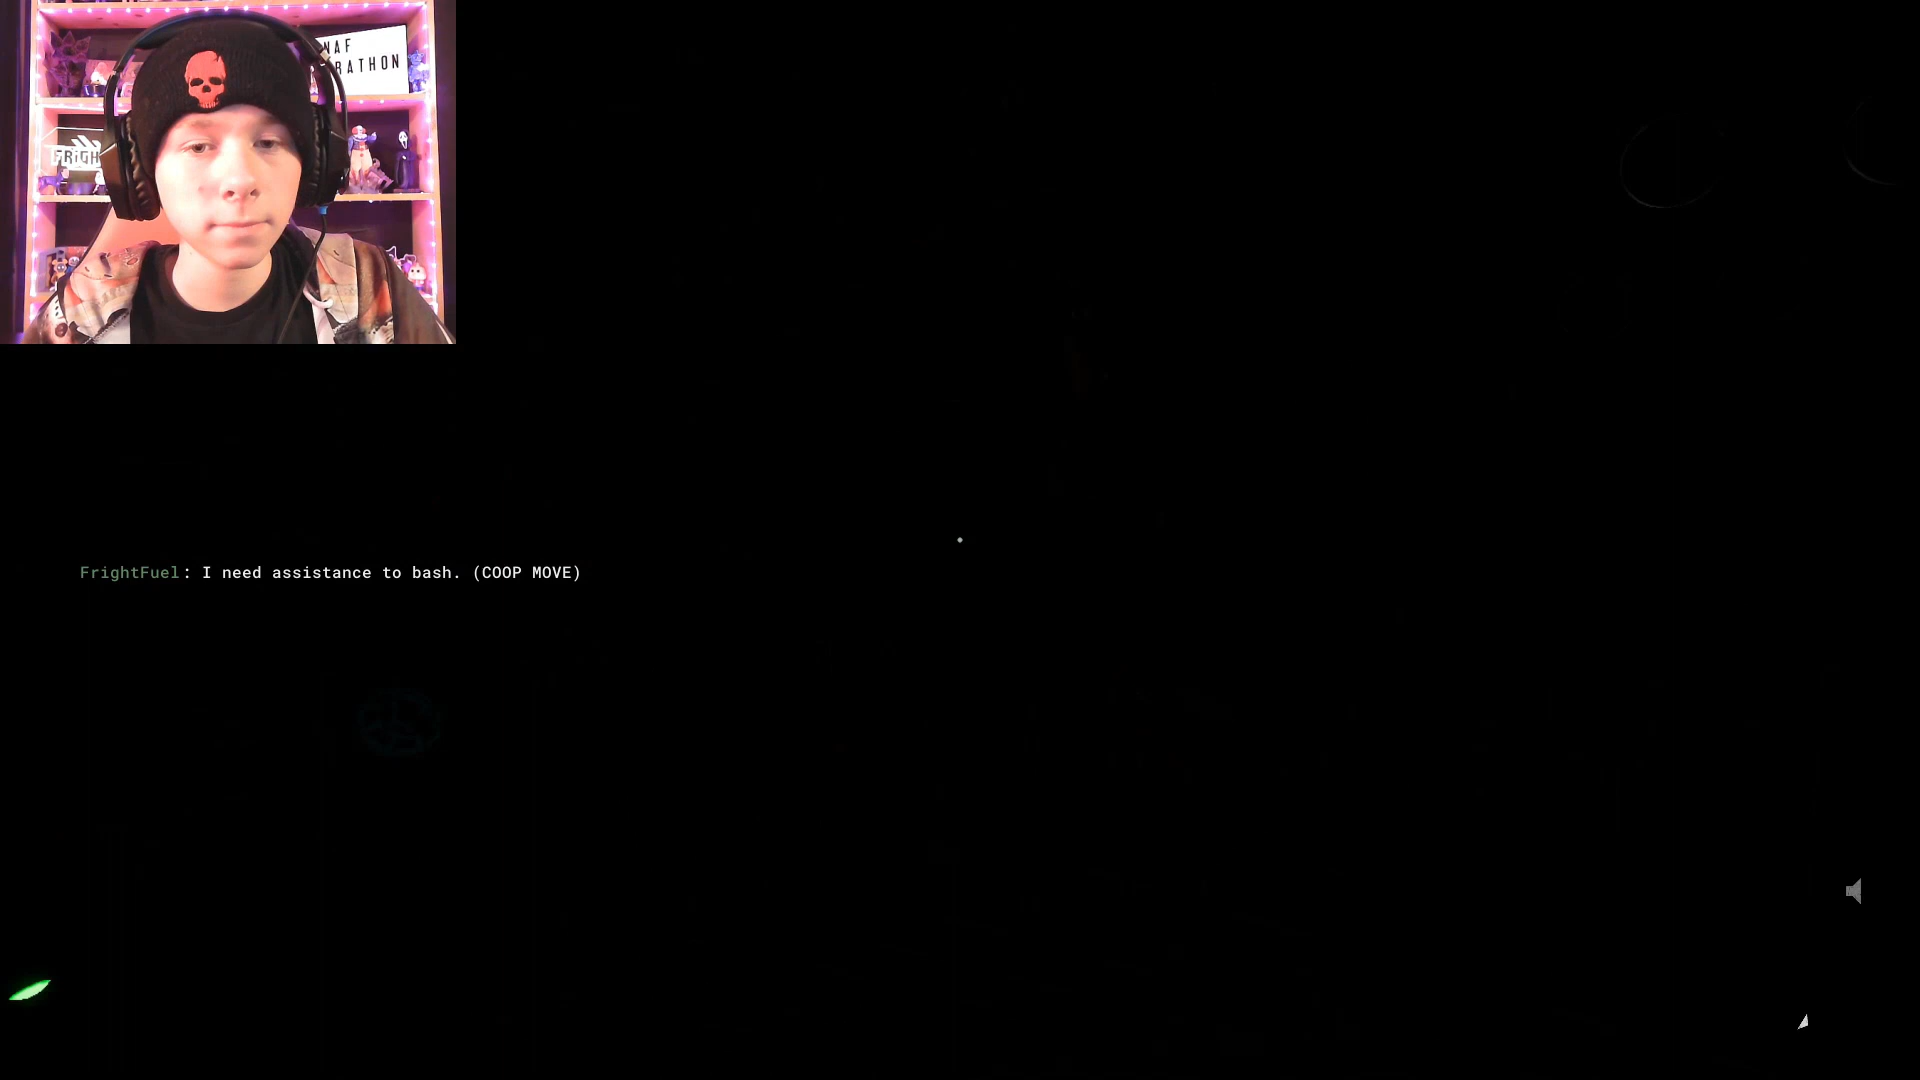 NAF
RATHON
FRIGH
FrightFuel: I need assistance to bash. (COOP MOVE)